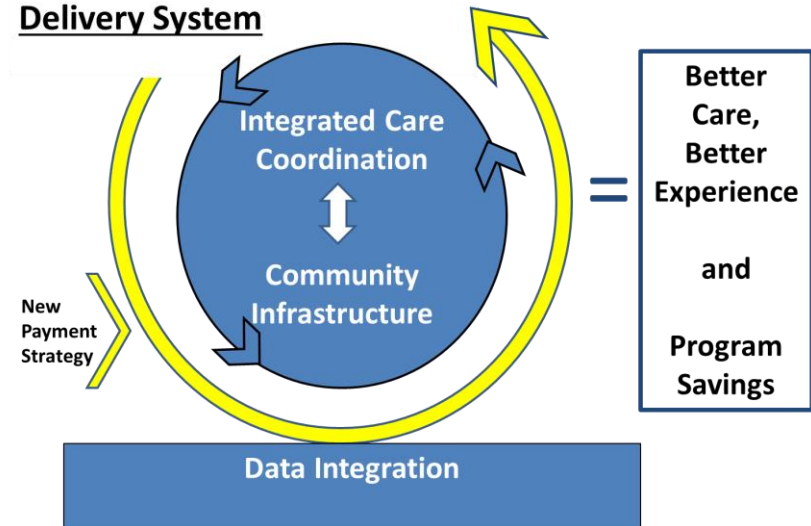 Delivery System
Integrated Care
Coordination
Community
Infrastructure
New
Payment
Strategy
Data Integration
=
Better
Care,
Better
Experience
and
Program
Savings